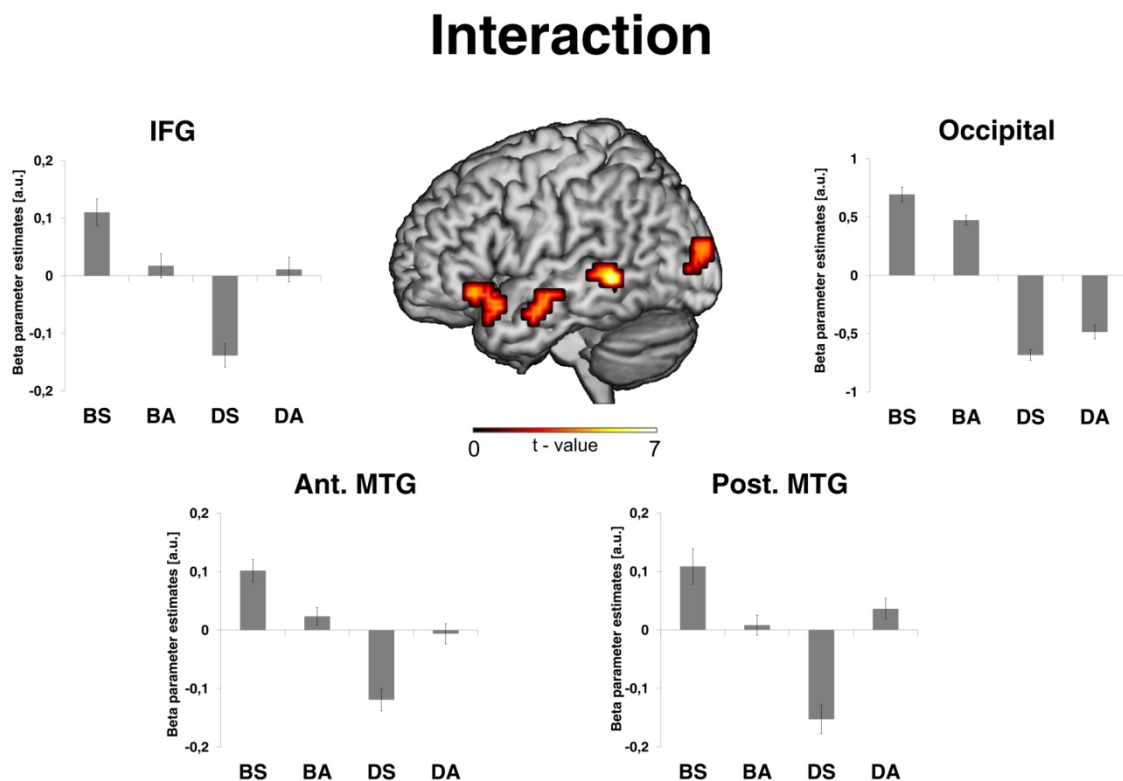 Interaction
IFG
Beta parameter estimates [a.u.]
0,2
0,1
0
-0,1
-0,2
BS BA DS DA
Occipital
Beta parameter estimates [a.u.]
1
0,5
0
-0,5
-1
BS BA DS DA
0 t - value 7
Ant. MTG
Beta parameter estimates [a.u.]
0,2
0,1
0
-0,1
-0,2
BS BA DS DA
Post. MTG
Beta parameter estimates [a.u.]
0,2
0,1
0
-0,1
-0,2
BS BA DS DA